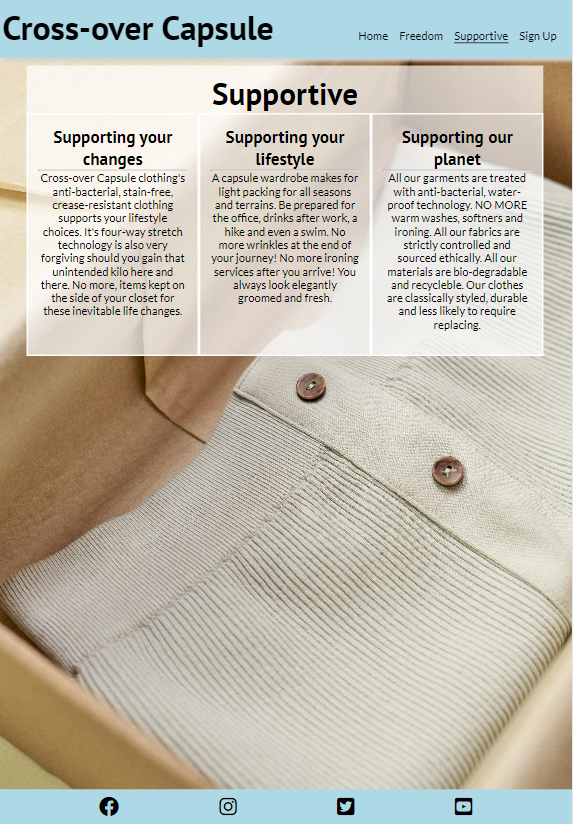 Cross-over Capsule
Home Freedom Supportive Sign Up
Supportive
Supporting your
changes
Cross-over Capsule clothing's
anti-bacterial, stain-free,
crease-resistant clothing
supports your lifestyle
choices. It's four-way stretch
technology is also very
forgiving should you gain that
unintended kilo here and
there. No more, items kept on
the side of your closet for
these inevitable life changes.
Supporting your
lifestyle
A capsule wardrobe makes for
light packing for all seasons
and terrains. Be prepared for
the office, drinks after work, a
hike and even a swim. No
more wrinkles at the end of
your journey! No more ironing
services after you arrive! You
always look elegantly
groomed and fresh.
Supporting our
planet
All our garments are treated
with anti-bacterial, water-
proof technology. NO MORE
warm washes, softners and
ironing. All our fabrics are
strictly controlled and
sourced ethically. All our
materials are bio-degradable
and recycleble. Our clothes
are classically styled, durable
and less likely to require
replacing.